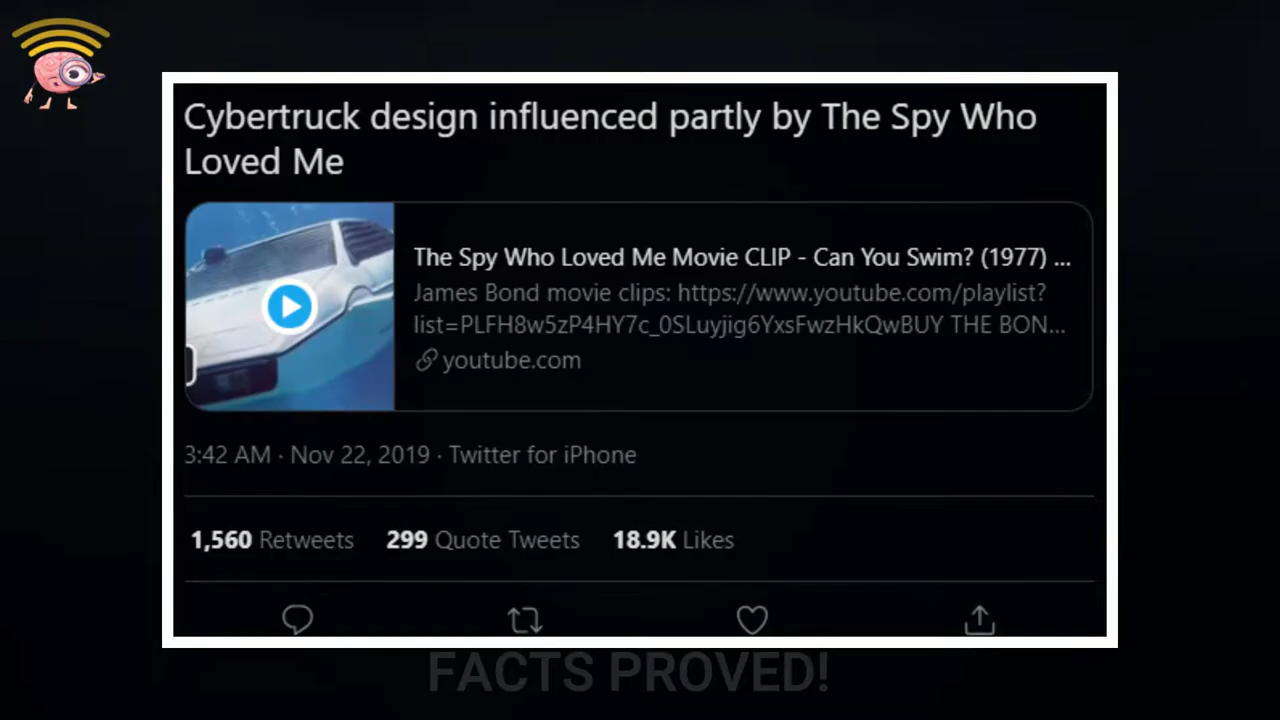 Cybertruck design influenced partly by The Spy Who
Loved Me
The Spy Who Loved Me Movie CLIP - Can You Swim? (1977) ...
James Bond movie clips: https://www.youtube.com/playlist?
list=PLFH8w5zP4HY7c_0SLuyjig6YxsFwzHkQwBUY THE BON...
youtube.com
3:42 AM · Nov 22, 2019 · Twitter for iPhone
1,560 Retweets 299 Quote Tweets 18.9K Likes
FACTS PROVED!